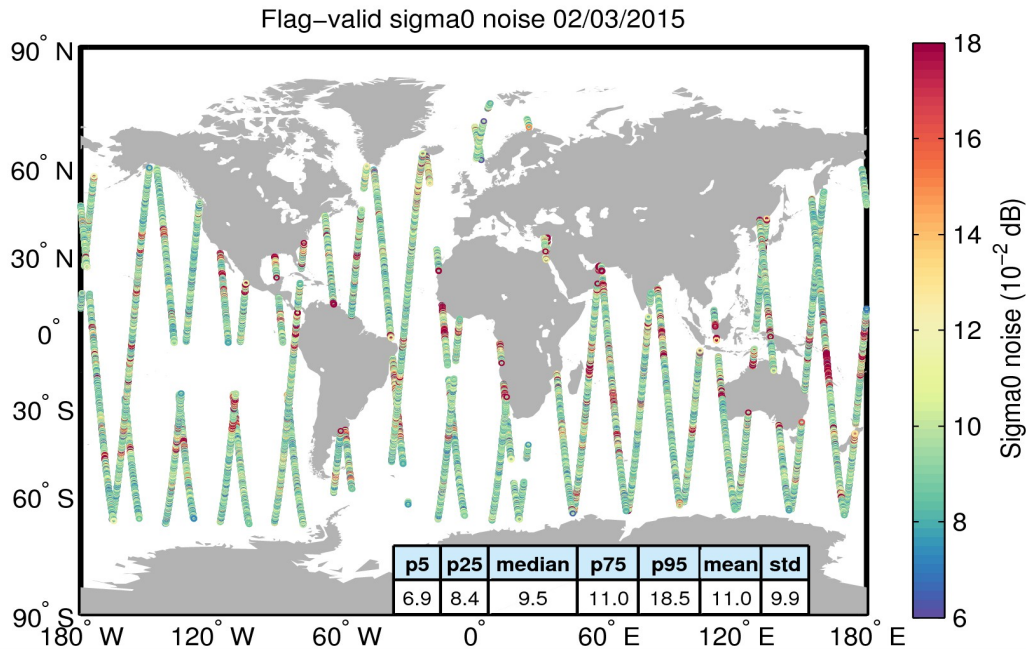 Flag-valid sigma0 noise 02/03/2015
90° N
60° N
30° N
0°
30° S
60° S
90° S
180° W
120° W
60° W
0°
60° E
120° E
180° E
p5 p25 median p75 p95 mean std
6.9 8.4 9.5 11.0 18.5 11.0 9.9
18
16
14
12
10
8
6
Sigma0 noise (10⁻² dB)